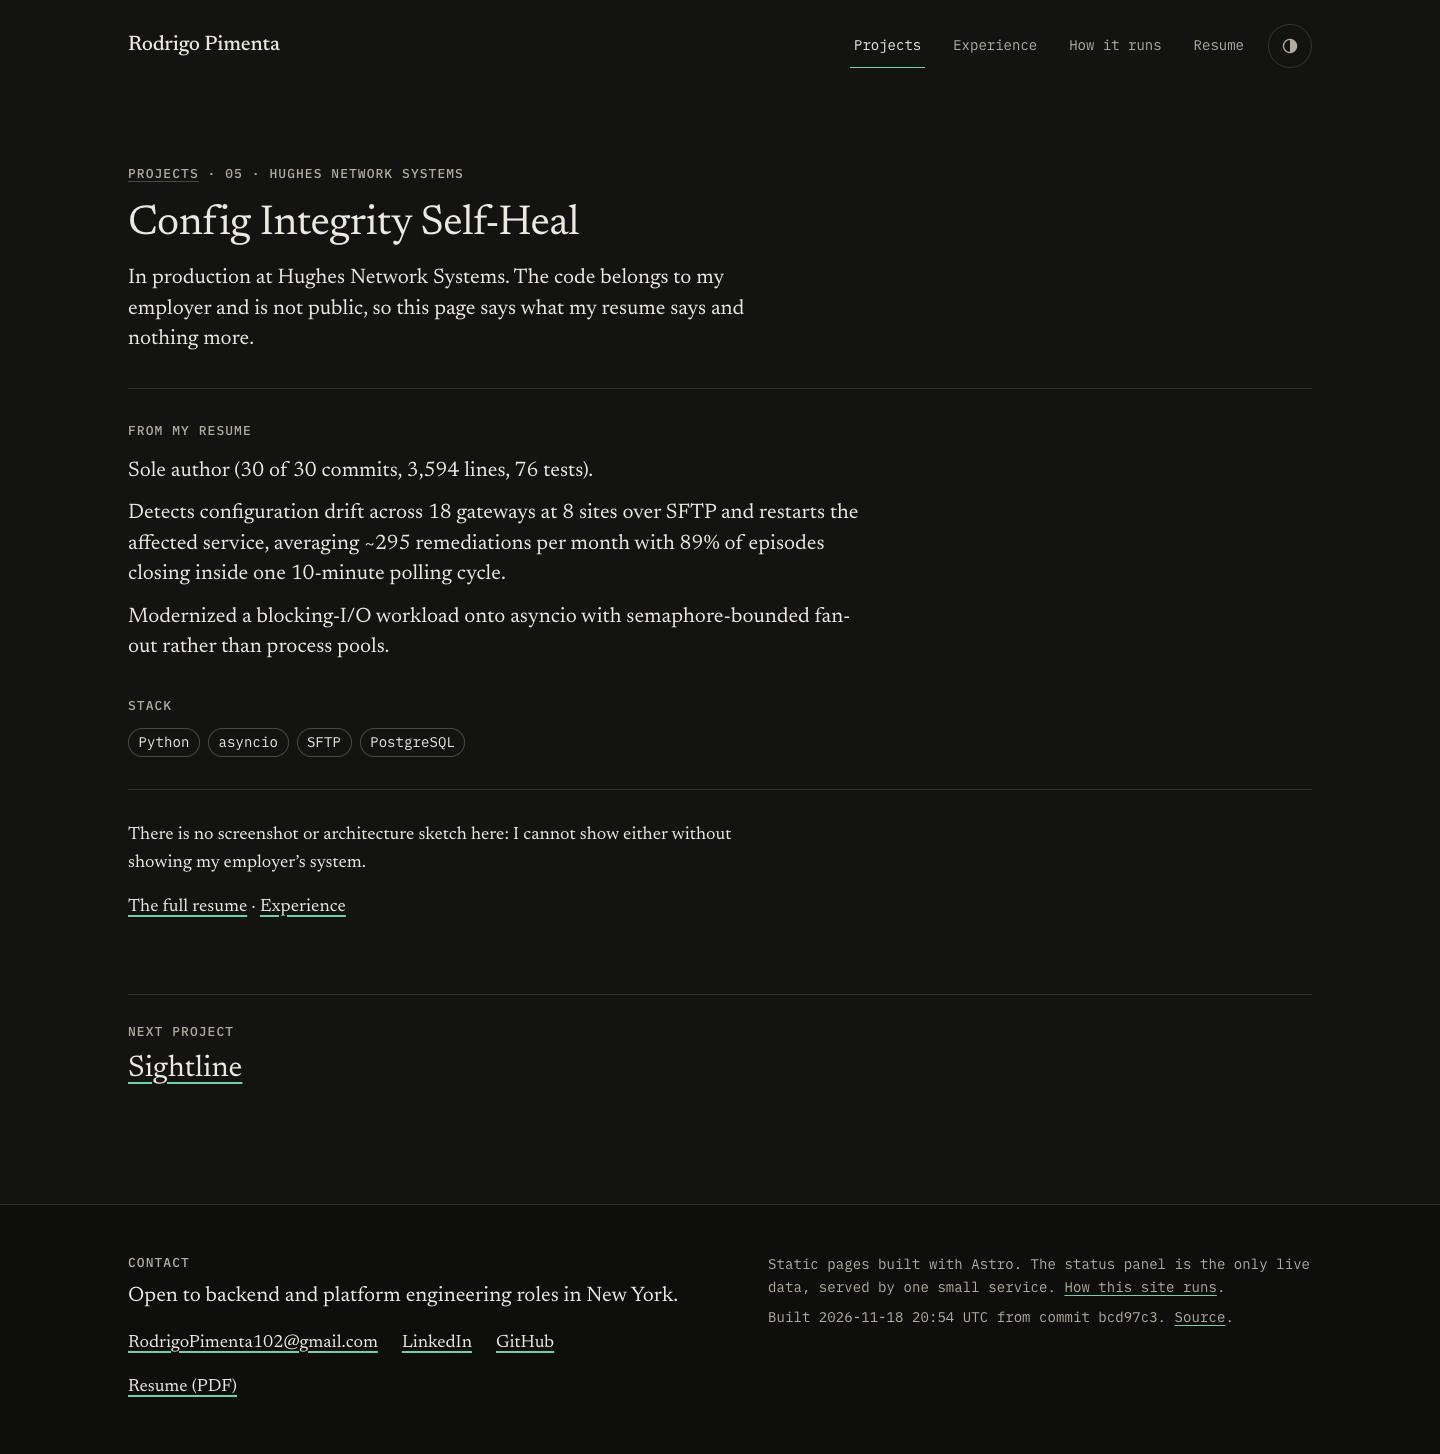 Rodrigo Pimenta
Projects Experience How it runs Resume
PROJECTS · 05 · HUGHES NETWORK SYSTEMS
Config Integrity Self-Heal
In production at Hughes Network Systems. The code belongs to my
employer and is not public, so this page says what my resume says and
nothing more.
FROM MY RESUME
Sole author (30 of 30 commits, 3,594 lines, 76 tests).
Detects configuration drift across 18 gateways at 8 sites over SFTP and restarts the
affected service, averaging ~295 remediations per month with 89% of episodes
closing inside one 10-minute polling cycle.
Modernized a blocking-I/O workload onto asyncio with semaphore-bounded fan-
out rather than process pools.
STACK
Python asyncio SFTP PostgreSQL
There is no screenshot or architecture sketch here: I cannot show either without
showing my employer’s system.
The full resume · Experience
NEXT PROJECT
Sightline
CONTACT
Open to backend and platform engineering roles in New York.
RodrigoPimenta102@gmail.com LinkedIn GitHub
Resume (PDF)
Static pages built with Astro. The status panel is the only live
data, served by one small service. How this site runs.
Built 2026-11-18 20:54 UTC from commit bcd97c3. Source.